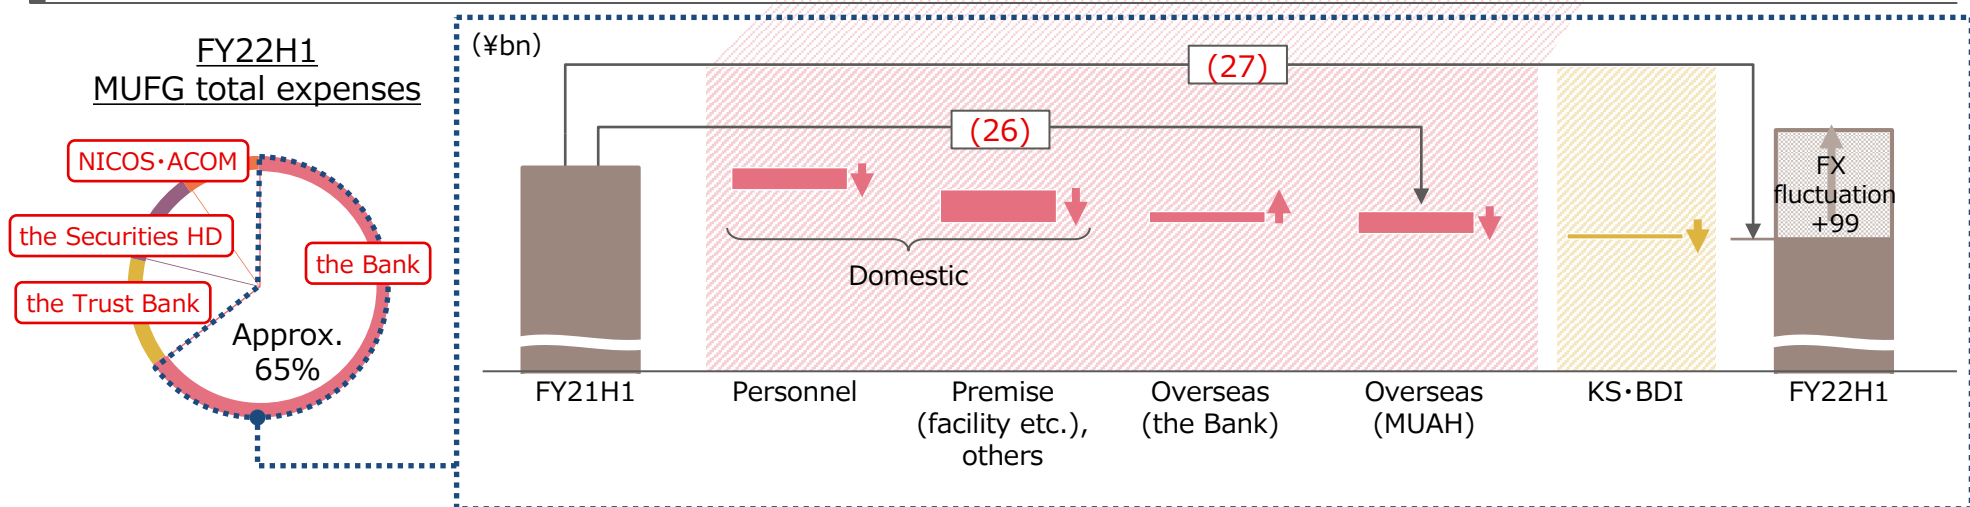 FY22H1
MUFG total expenses
NICOS・ACOM
the Securities HD
the Trust Bank
the Bank
Approx.
65%
(¥bn)
(27)
(26)
Domestic
FX
fluctuation
+99
FY21H1
Personnel
Premise
(facility etc.),
others
Overseas
(the Bank)
Overseas
(MUAH)
KS・BDI
FY22H1